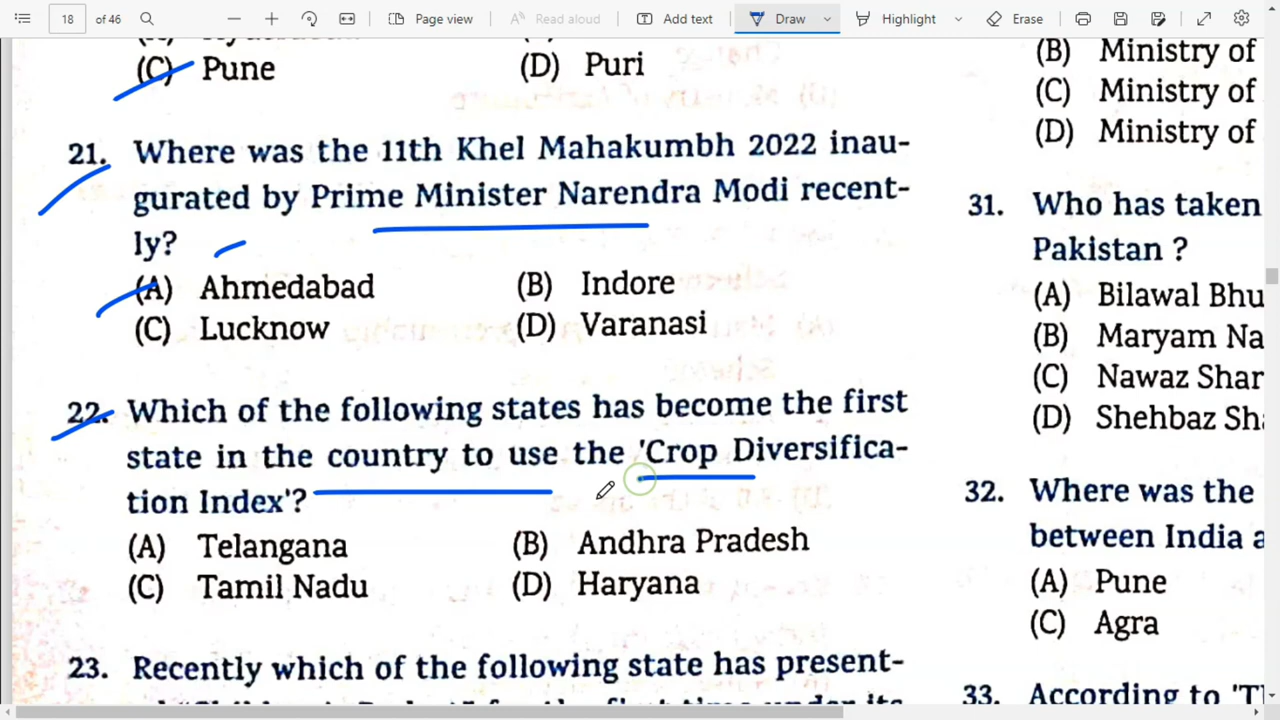 18 of 46 Page view Read aloud Add text Draw Highlight Erase
(C) Pune (D) Puri
21. Where was the 11th Khel Mahakumbh 2022 inau-
gurated by Prime Minister Narendra Modi recent-
ly?
(A) Ahmedabad (B) Indore
(C) Lucknow (D) Varanasi
22. Which of the following states has become the first
state in the country to use the 'Crop Diversifica-
tion Index'?
(A) Telangana (B) Andhra Pradesh
(C) Tamil Nadu (D) Haryana
23. Recently which of the following state has present-
(B) Ministry of
(C) Ministry of
(D) Ministry of
31. Who has taken
Pakistan ?
(A) Bilawal Bhu
(B) Maryam Na
(C) Nawaz Shar
(D) Shehbaz Sh
32. Where was the
between India a
(A) Pune
(C) Agra
33. According to 'T